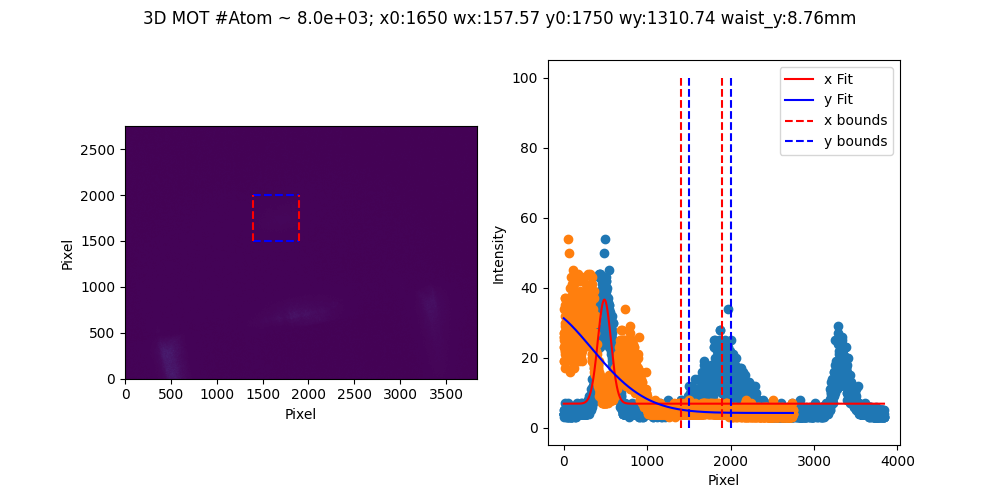 3D MOT #Atom ~ 8.0e+03; x0:1650 wx:157.57 y0:1750 wy:1310.74 waist_y:8.76mm
2500
2000
1500
1000
500
0
Pixel
0 500 1000 1500 2000 2500 3000 3500
Pixel
100
80
60
40
20
0
Intensity
0 1000 2000 3000 4000
Pixel
x Fit
y Fit
x bounds
y bounds